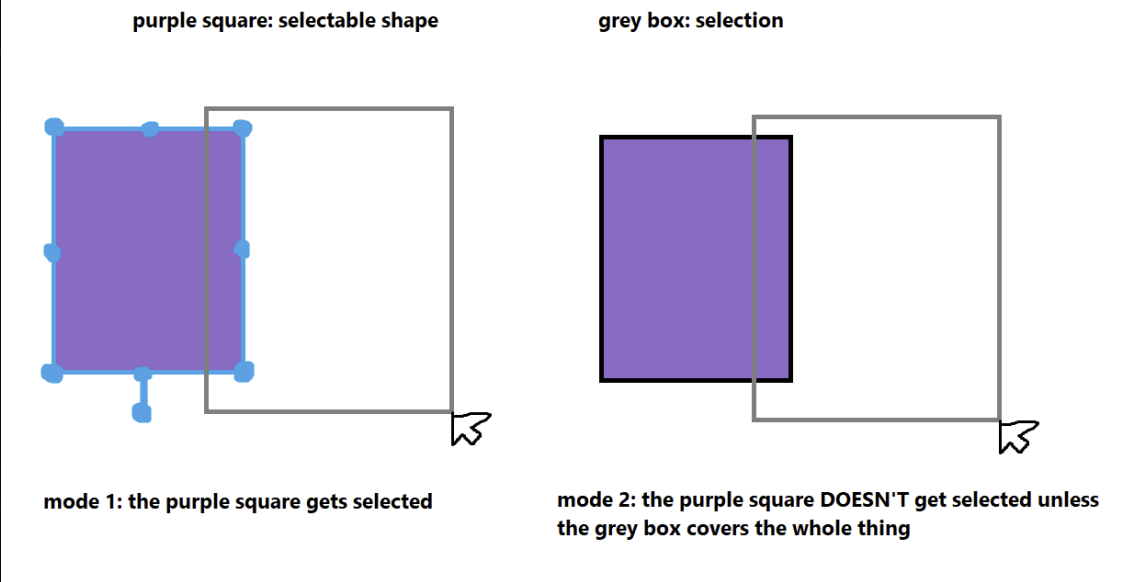 purple square: selectable shape
grey box: selection
mode 1: the purple square gets selected
mode 2: the purple square DOESN'T get selected unless
the grey box covers the whole thing